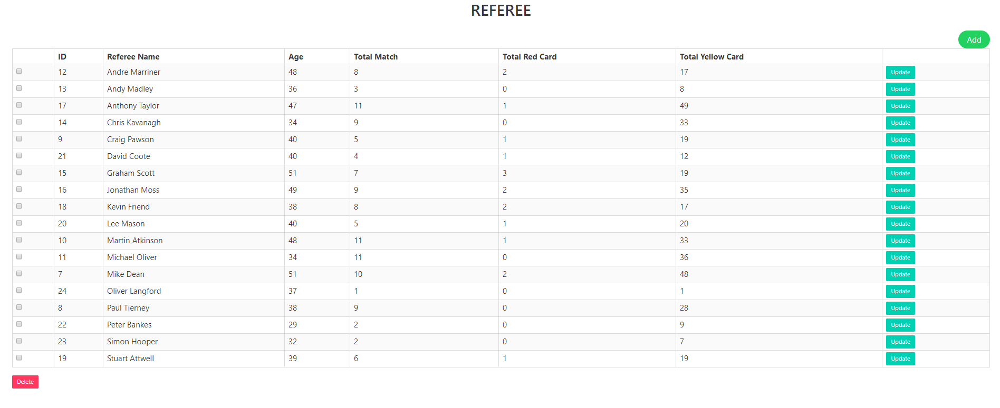 REFEREE
Add
ID Referee Name Age Total Match Total Red Card Total Yellow Card
12 Andre Marriner 48 8 2 17 Update
13 Andy Madley 36 3 0 8 Update
17 Anthony Taylor 47 11 1 49 Update
14 Chris Kavanagh 34 9 0 33 Update
9 Craig Pawson 40 5 1 19 Update
21 David Coote 40 4 1 12 Update
15 Graham Scott 51 7 3 19 Update
16 Jonathan Moss 49 9 2 35 Update
18 Kevin Friend 38 8 2 17 Update
20 Lee Mason 40 5 1 20 Update
10 Martin Atkinson 48 11 1 33 Update
11 Michael Oliver 34 11 0 36 Update
7 Mike Dean 51 10 2 48 Update
24 Oliver Langford 37 1 0 1 Update
8 Paul Tierney 38 9 0 28 Update
22 Peter Bankes 29 2 0 9 Update
23 Simon Hooper 32 2 0 7 Update
19 Stuart Attwell 39 6 1 19 Update
Delete